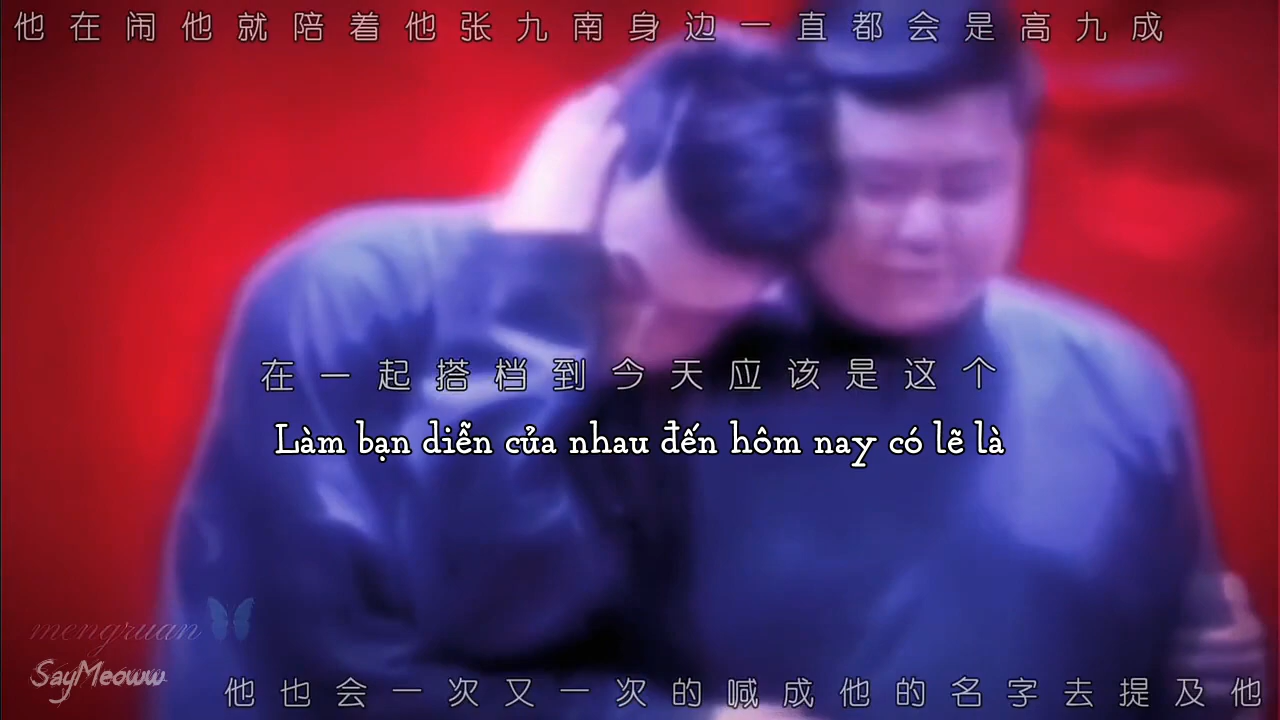 他在闹他就陪着他张九南身边一直都会是高九成
在一起搭档到今天应该是这个
Làm bạn diễn của nhau đến hôm nay có lẽ là
mengruan
SayMeoww
他也会一次又一次的喊成他的名字去提及他